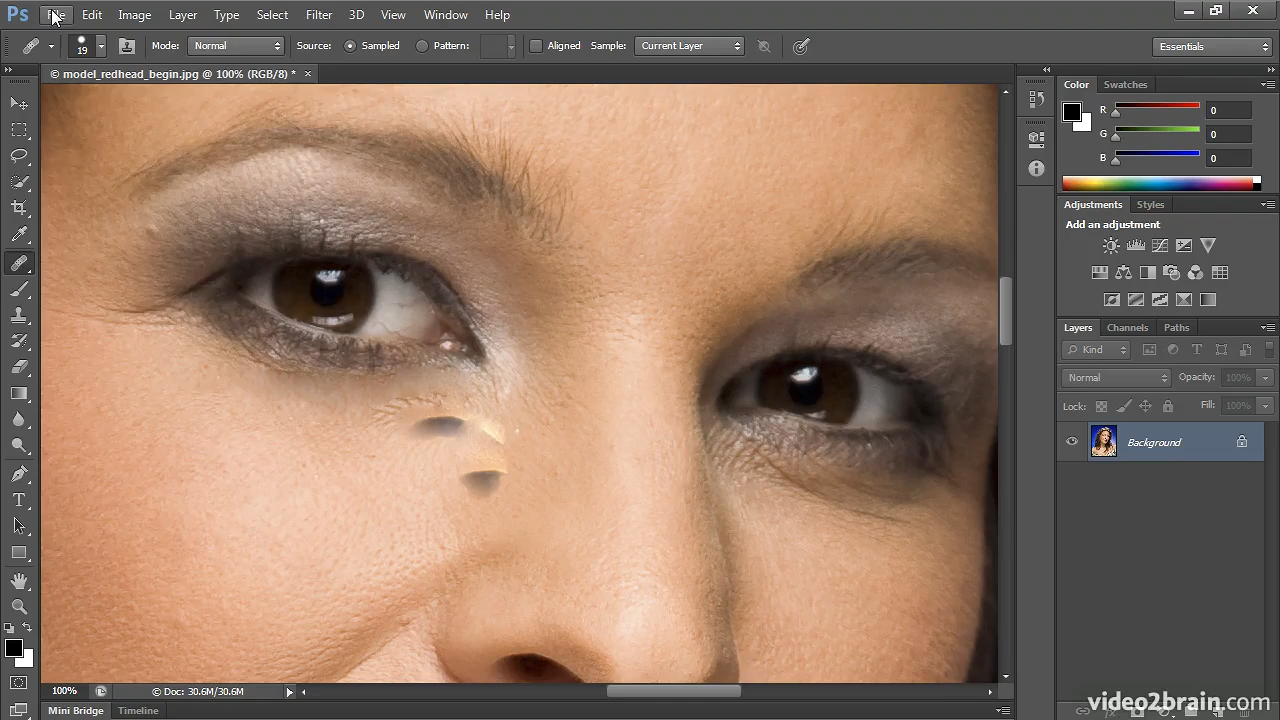 Ps File Edit Image Layer Type Select Filter 3D View Window Help
19 Mode: Normal Source: Sampled Pattern: Aligned Sample: Current Layer Essentials
© model_redhead_begin.jpg @ 100% (RGB/8) * ×
Color Swatches
R 0
G 0
B 0
Adjustments Styles
Add an adjustment
Layers Channels Paths
Kind
Normal Opacity: 100%
Lock: Fill: 100%
Background
100% © Doc: 30.6M/30.6M
Mini Bridge Timeline
video2brain.com